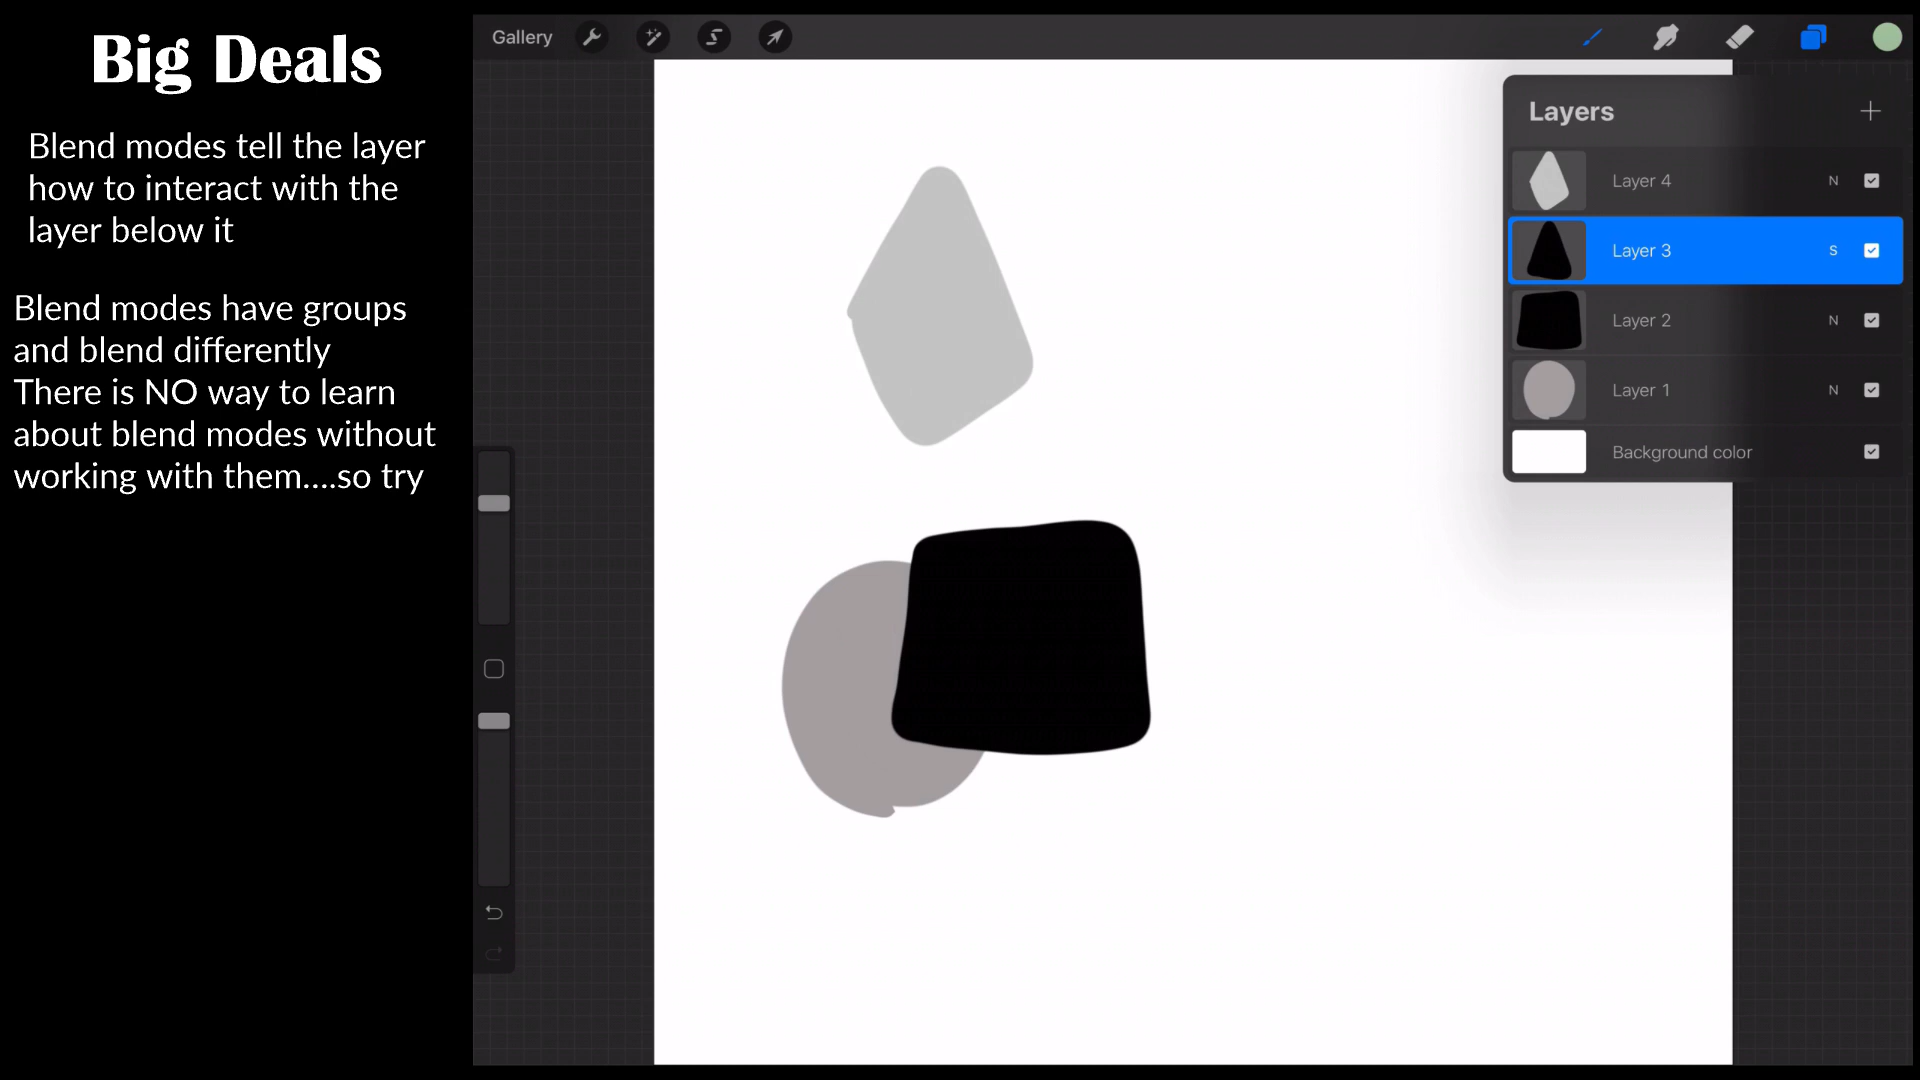 Big Deals
Blend modes tell the layer
how to interact with the
layer below it
Blend modes have groups
and blend differently
There is NO way to learn
about blend modes without
working with them....so try
Gallery
Layers
Layer 4 N
Layer 3 S
Layer 2 N
Layer 1 N
Background color